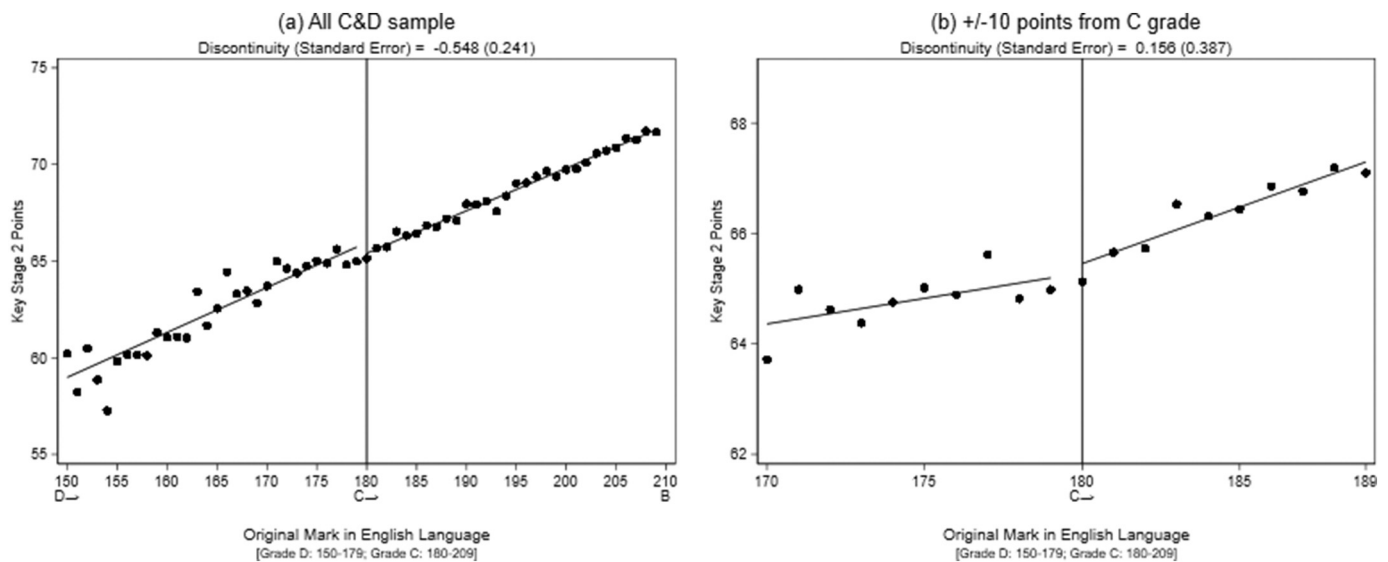 (a) All C&D sample
Discontinuity (Standard Error) = -0.548 (0.241)
75
70
65
60
55
Key Stage 2 Points
150 155 160 165 170 175 180 185 190 195 200 205 210
D C B
Original Mark in English Language
[Grade D: 150-179; Grade C: 180-209]
(b) +/-10 points from C grade
Discontinuity (Standard Error) = 0.156 (0.387)
68
66
64
62
Key Stage 2 Points
170 175 180 185 189
C
Original Mark in English Language
[Grade D: 150-179; Grade C: 180-209]